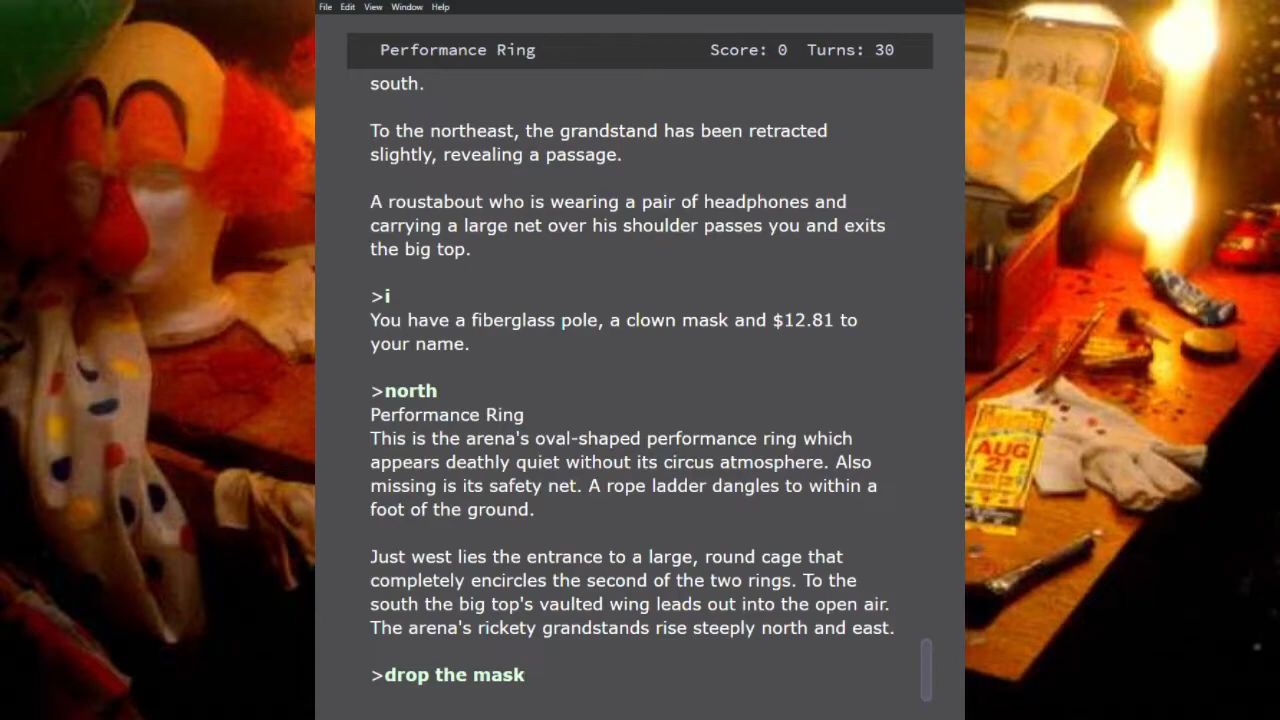 File Edit View Window Help
Performance Ring Score: 0 Turns: 30
south.
To the northeast, the grandstand has been retracted
slightly, revealing a passage.
A roustabout who is wearing a pair of headphones and
carrying a large net over his shoulder passes you and exits
the big top.
>i
You have a fiberglass pole, a clown mask and $12.81 to
your name.
>north
Performance Ring
This is the arena's oval-shaped performance ring which
appears deathly quiet without its circus atmosphere. Also
missing is its safety net. A rope ladder dangles to within a
foot of the ground.
Just west lies the entrance to a large, round cage that
completely encircles the second of the two rings. To the
south the big top's vaulted wing leads out into the open air.
The arena's rickety grandstands rise steeply north and east.
>drop the mask
AUG
21